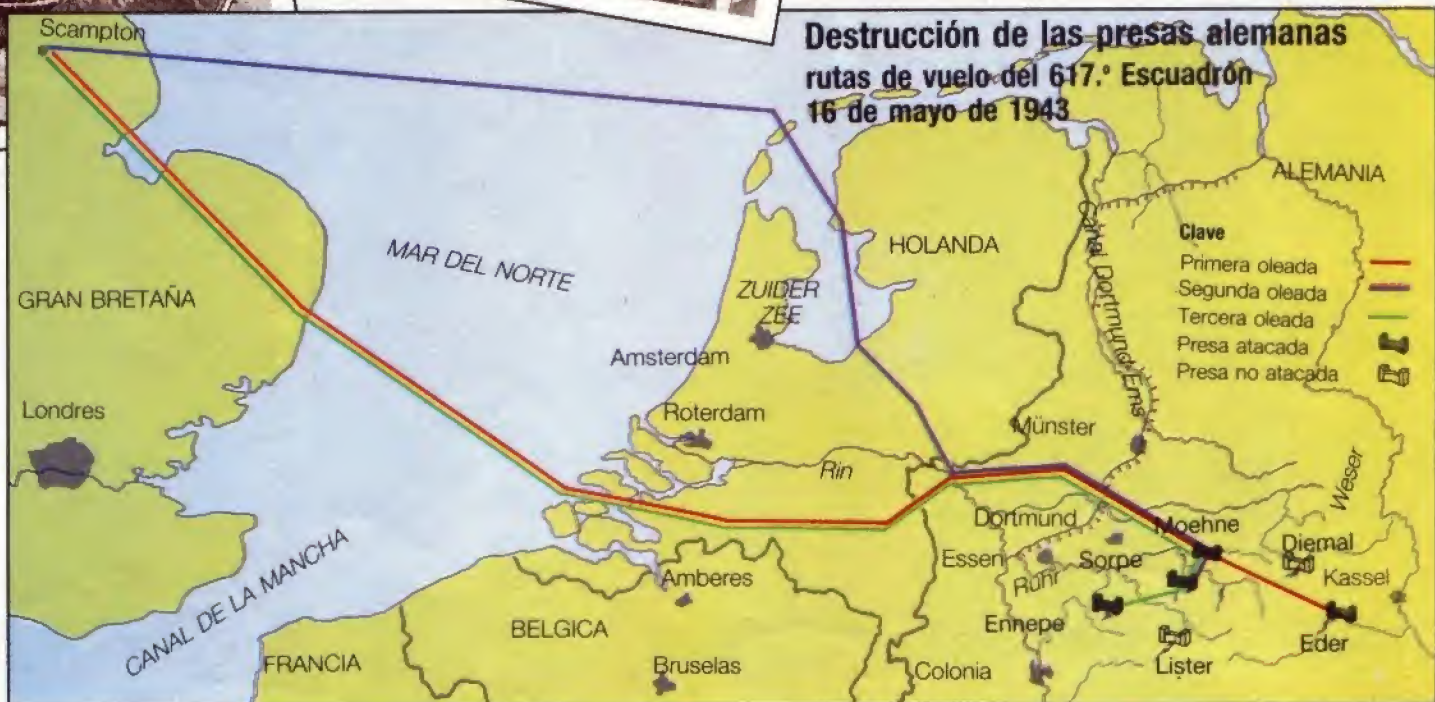 Destrucción de las presas alemanas
rutas de vuelo del 617.º Escuadrón
16 de mayo de 1943
Scampton
MAR DEL NORTE
GRAN BRETAÑA
Londres
CANAL DE LA MANCHA
FRANCIA
BELGICA
Amberes
Bruselas
HOLANDA
ZUIDER
ZEE
Amsterdam
Roterdam
Rin
ALEMANIA
Canal Dortmund-Ems
Clave
Primera oleada
Segunda oleada
Tercera oleada
Presa atacada
Presa no atacada
Münster
Weser
Dortmund
Moehne
Essen
Sorpe
Diemal
Ruhr
Kassel
Ennepe
Eder
Colonia
Lister